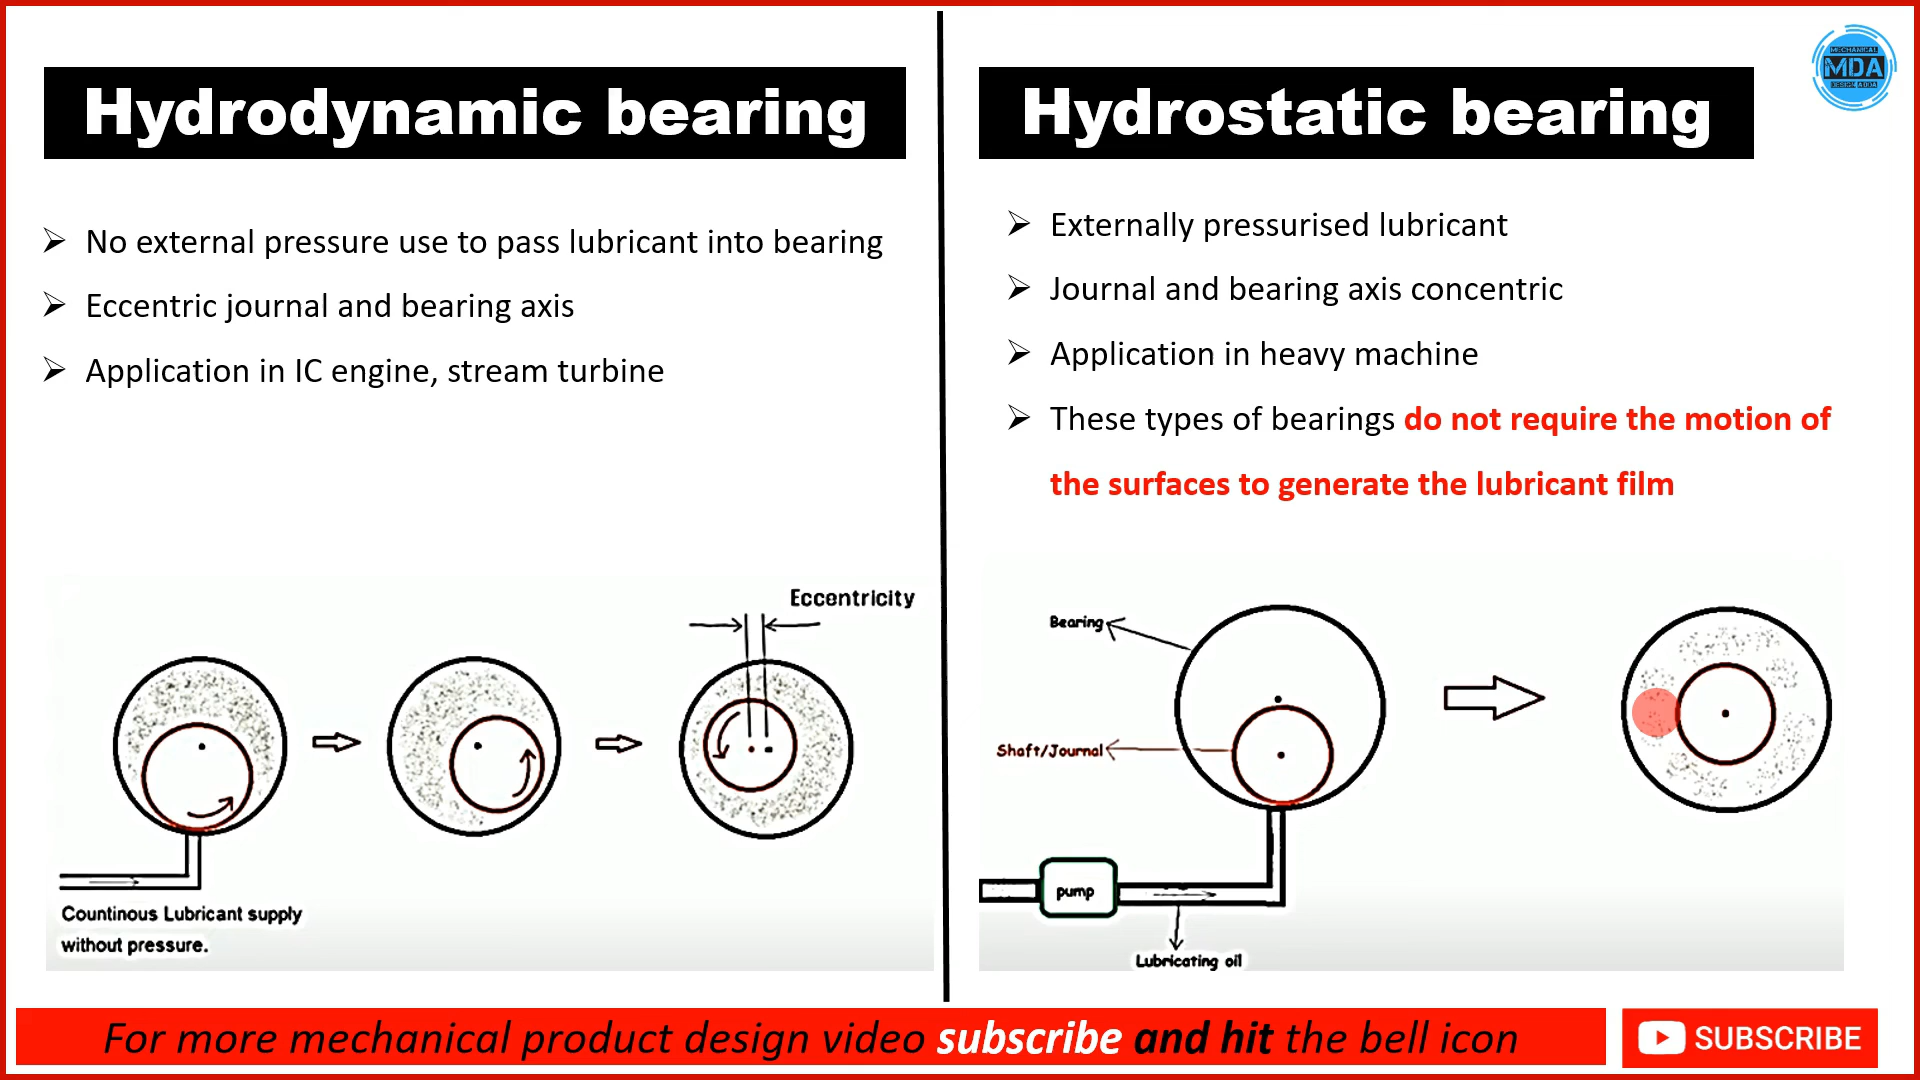 Hydrodynamic bearing
No external pressure use to pass lubricant into bearing
Eccentric journal and bearing axis
Application in IC engine, stream turbine
Eccentricity
Countinous Lubricant supply
without pressure.
Hydrostatic bearing
MECHANICAL
MDA
DESIGN ADDA
Externally pressurised lubricant
Journal and bearing axis concentric
Application in heavy machine
These types of bearings do not require the motion of
the surfaces to generate the lubricant film
Bearing
Shaft/Journal
pump
Lubricating oil
For more mechanical product design video subscribe and hit the bell icon
SUBSCRIBE